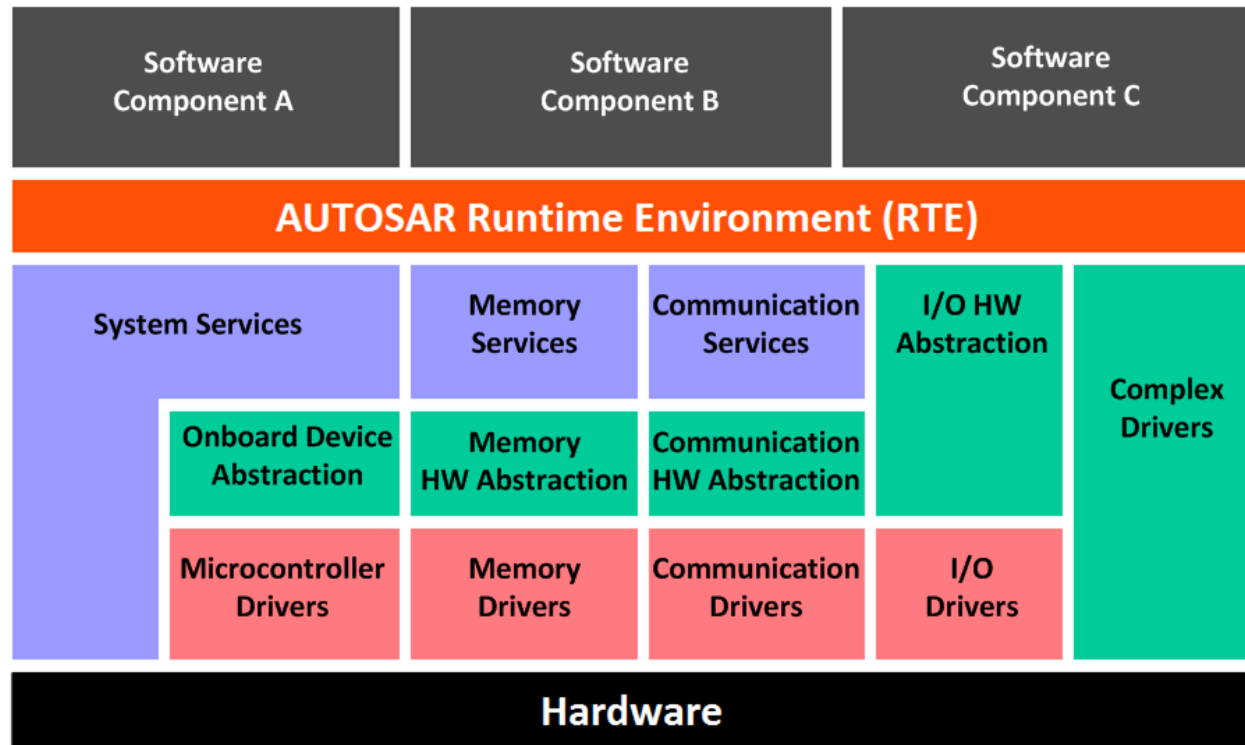 Software
Component A
Software
Component B
Software
Component C
AUTOSAR Runtime Environment (RTE)
System Services
Memory
Services
Communication
Services
I/O HW
Abstraction
Complex
Drivers
Onboard Device
Abstraction
Memory
HW Abstraction
Communication
HW Abstraction
Microcontroller
Drivers
Memory
Drivers
Communication
Drivers
I/O
Drivers
Hardware